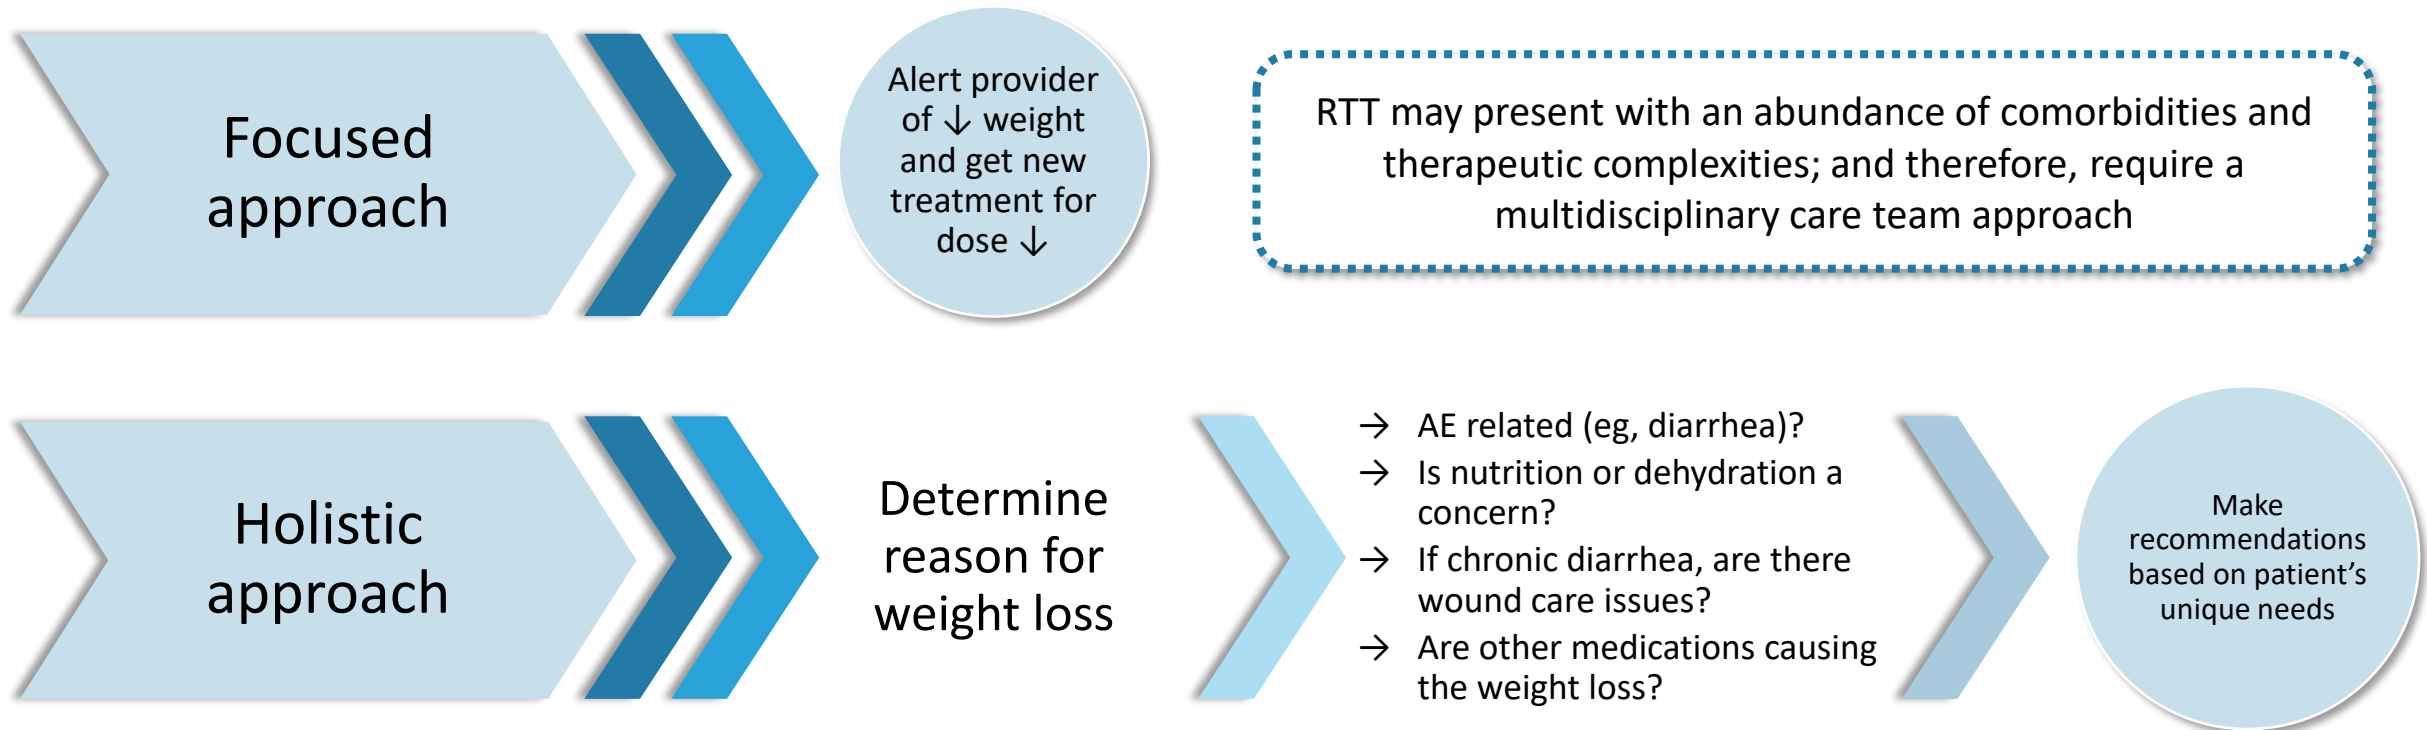 Focused
approach
Alert provider
of ↓ weight
and get new
treatment for
dose ↓
RTT may present with an abundance of comorbidities and
therapeutic complexities; and therefore, require a
multidisciplinary care team approach
Holistic
approach
Determine
reason for
weight loss
→ AE related (eg, diarrhea)?
→ Is nutrition or dehydration a
concern?
→ If chronic diarrhea, are there
wound care issues?
→ Are other medications causing
the weight loss?
Make
recommendations
based on patient’s
unique needs